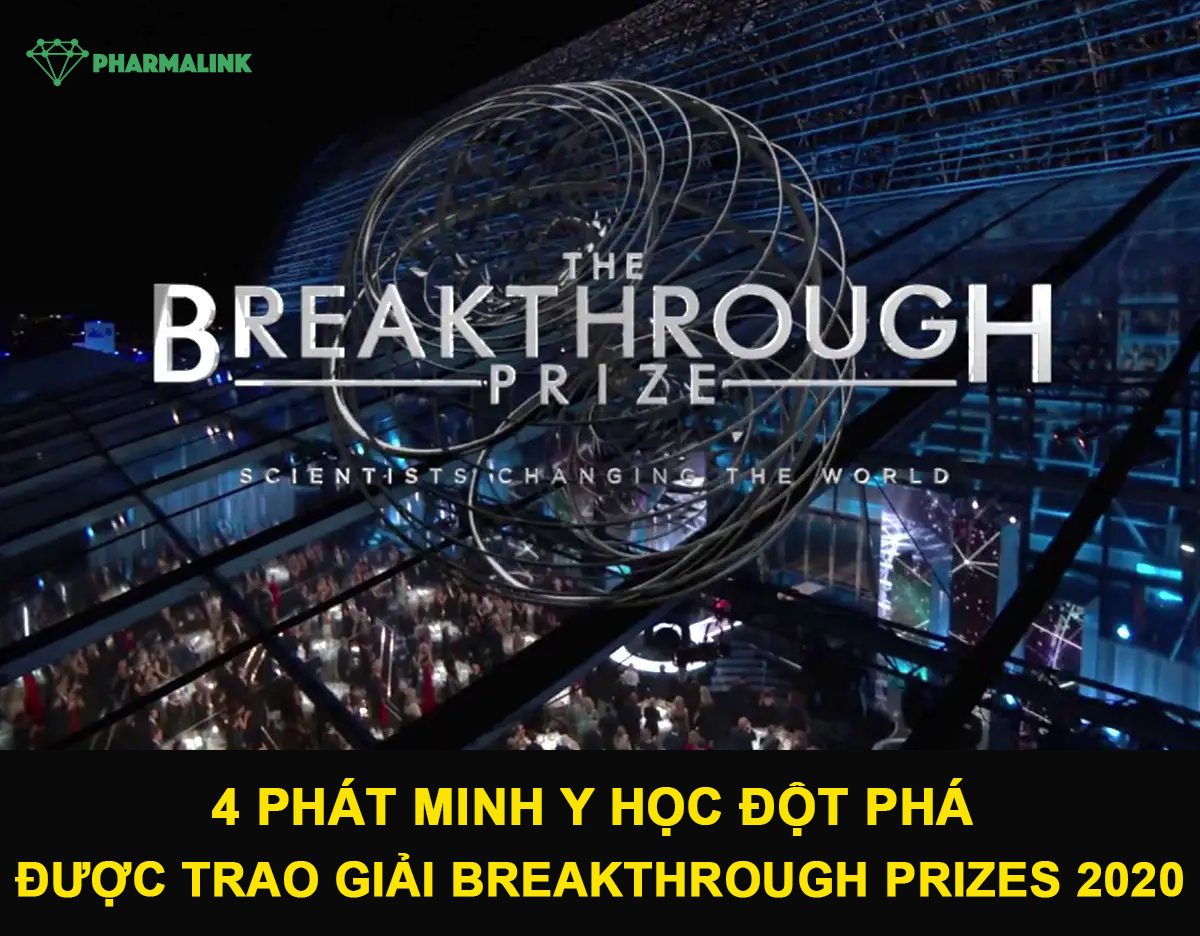 PHARMALINK
THE
BREAKTHROUGH
PRIZE
SCIENTISTS CHANGING THE WORLD
4 PHÁT MINH Y HỌC ĐỘT PHÁ
ĐƯỢC TRAO GIẢI BREAKTHROUGH PRIZES 2020